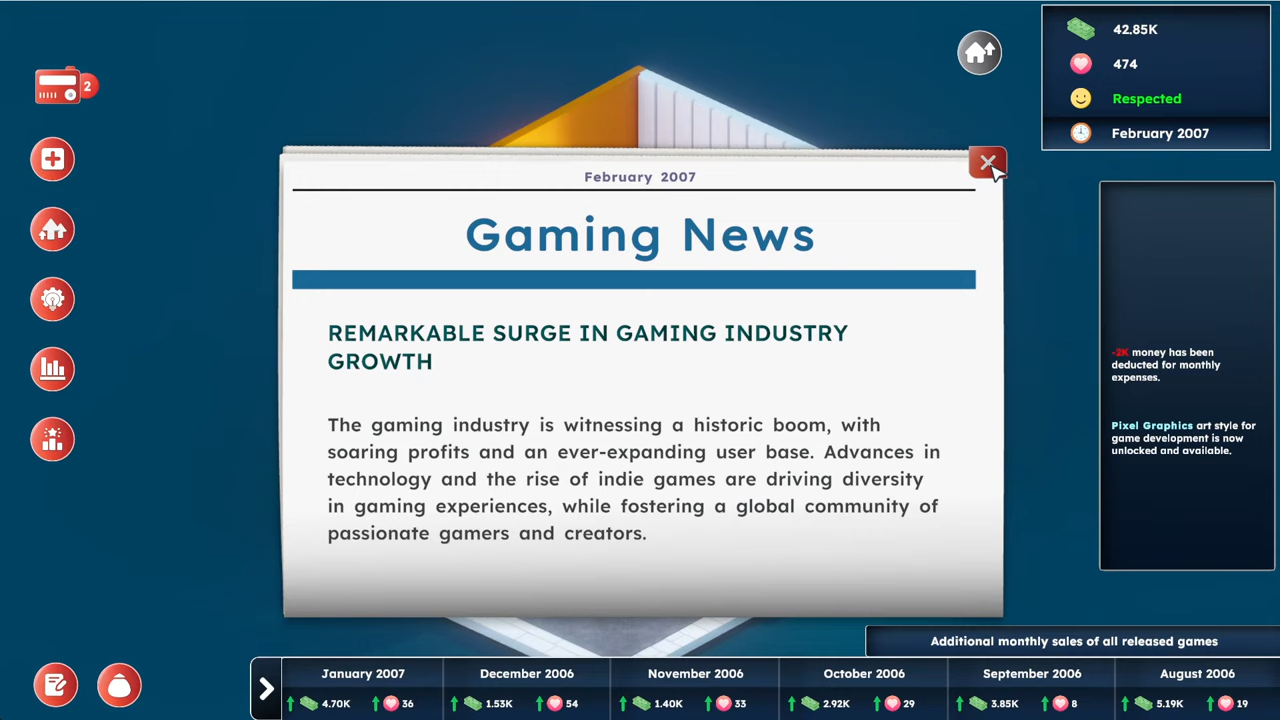 42.85K
474
Respected
February 2007
2
February 2007
Gaming News
REMARKABLE SURGE IN GAMING INDUSTRY
GROWTH
The gaming industry is witnessing a historic boom, with
soaring profits and an ever-expanding user base. Advances in
technology and the rise of indie games are driving diversity
in gaming experiences, while fostering a global community of
passionate gamers and creators.
-2K money has been
deducted for monthly
expenses.
Pixel Graphics art style for
game development is now
unlocked and available.
Additional monthly sales of all released games
January 2007 December 2006 November 2006 October 2006 September 2006 August 2006
4.70K 36 1.53K 54 1.40K 33 2.92K 29 3.85K 8 5.19K 19